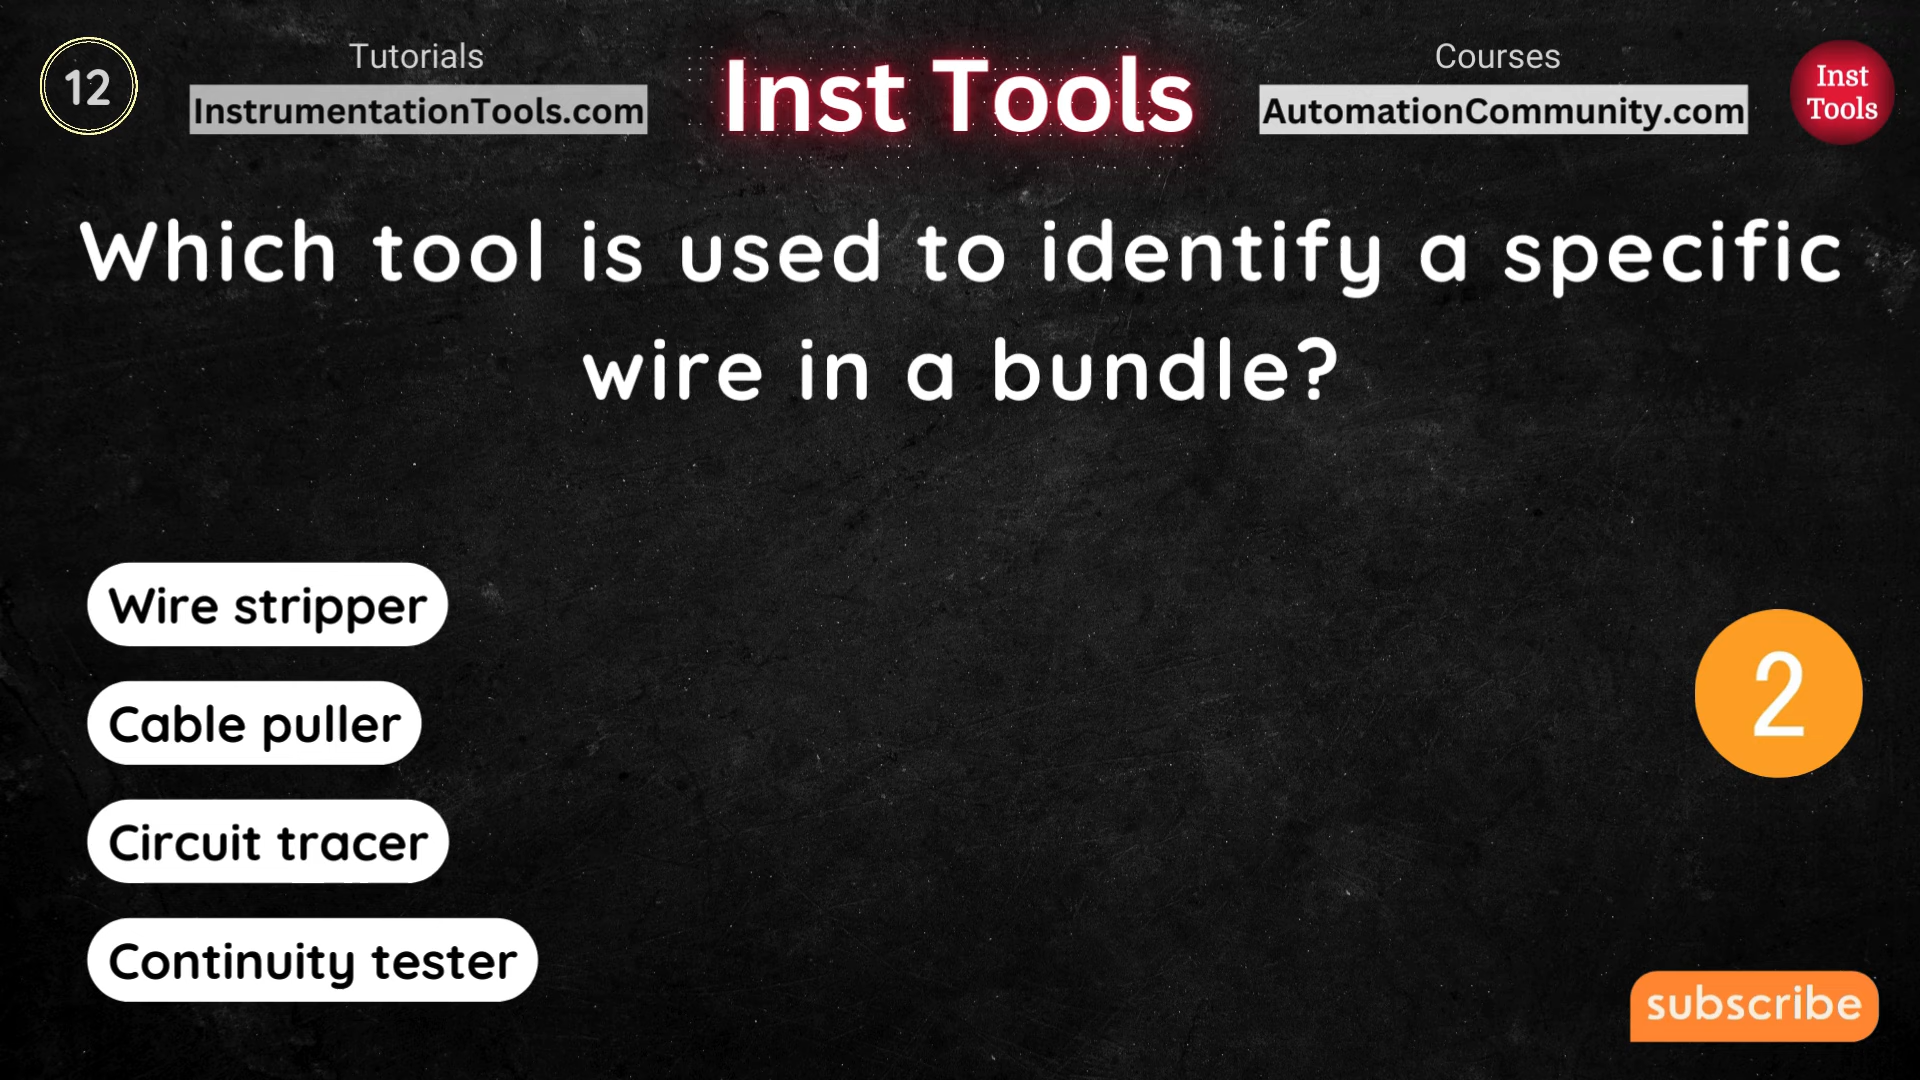 12
Tutorials
InstrumentationTools.com
Inst Tools
Courses
AutomationCommunity.com
Inst
Tools
Which tool is used to identify a specific
wire in a bundle?
Wire stripper
Cable puller
Circuit tracer
Continuity tester
2
subscribe